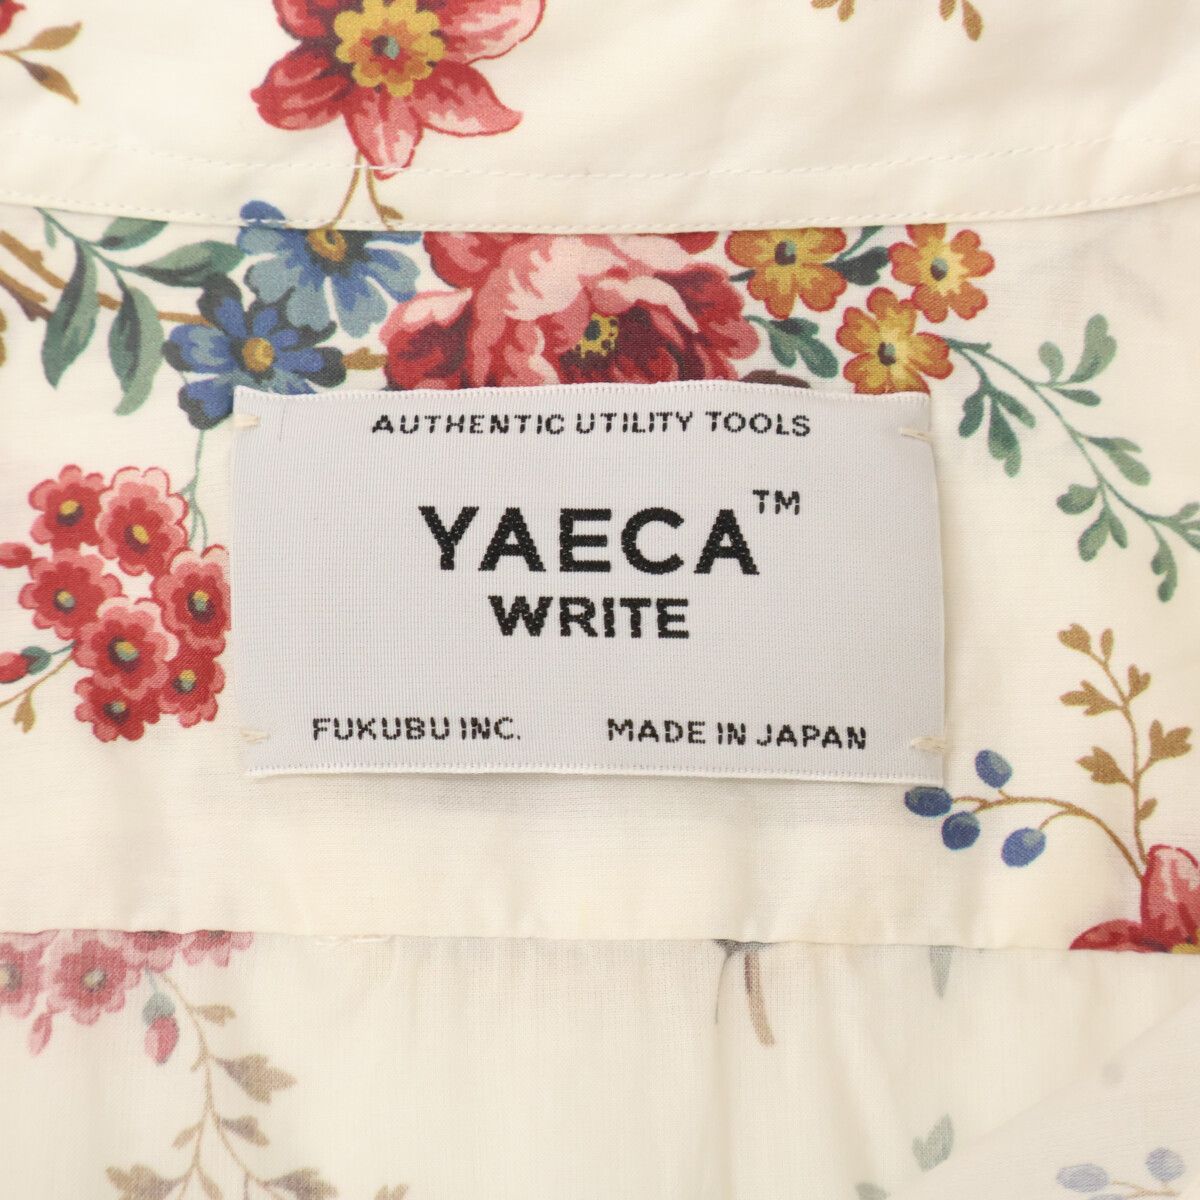 AUTHENTIC UTILITY TOOLS
YAECA™
WRITE
FUKUBU INC. MADE IN JAPAN